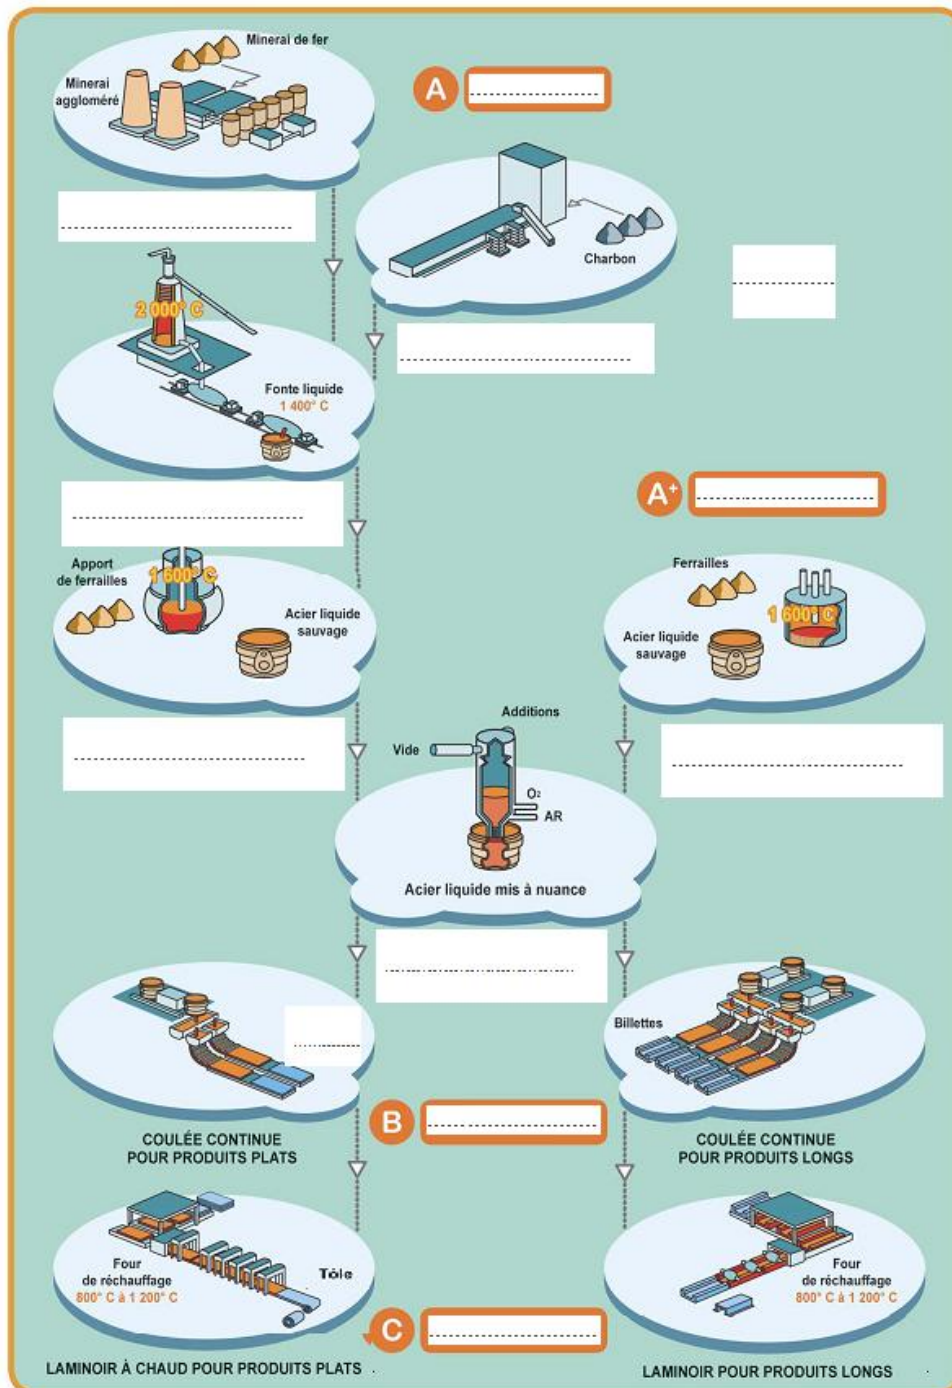 Minerai de fer
Minerai
aggloméré
A
Charbon
2 000° C
Fonte liquide
1 400° C
A+
Apport
de ferrailles
1 600° C
Acier liquide
sauvage
Ferrailles
1 600° C
Acier liquide
sauvage
Additions
Vide
O2
AR
Acier liquide mis à nuance
Billettes
B
COULÉE CONTINUE
POUR PRODUITS PLATS
COULÉE CONTINUE
POUR PRODUITS LONGS
Four
de réchauffage
800° C à 1 200° C
Tôle
Four
de réchauffage
800° C à 1 200° C
C
LAMINOIR À CHAUD POUR PRODUITS PLATS
LAMINOIR POUR PRODUITS LONGS